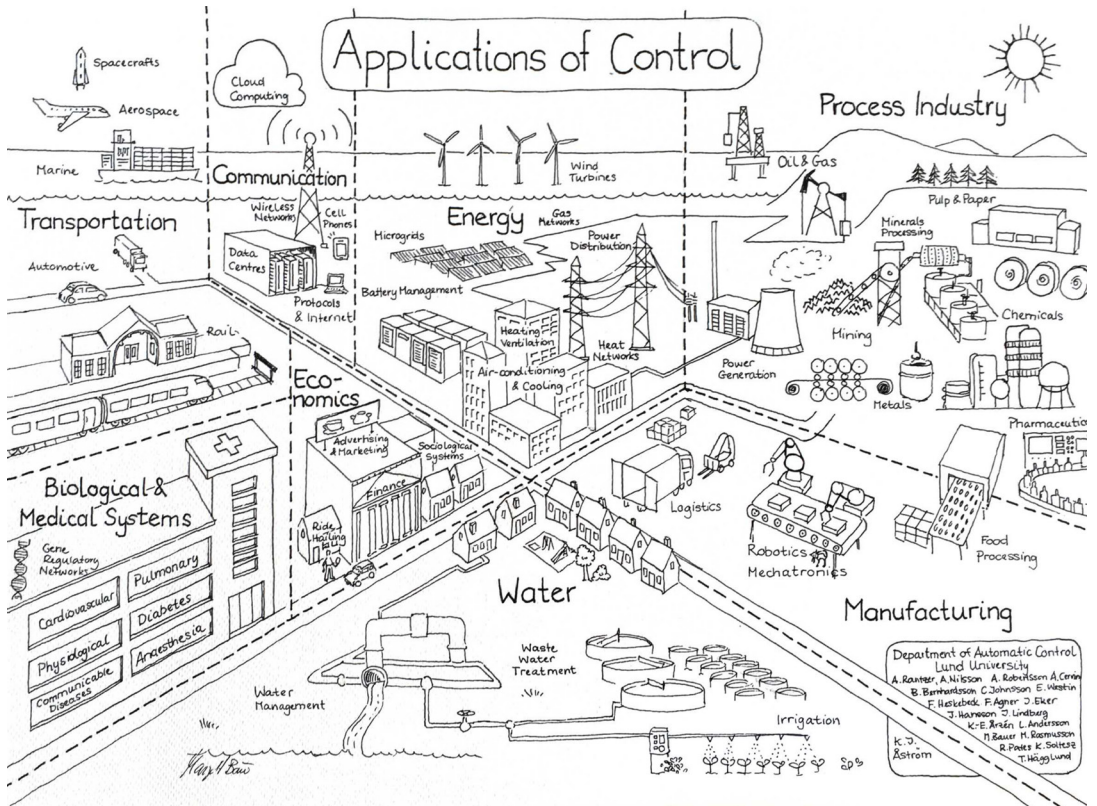 Applications of Control
Spacecrafts
Aerospace
Marine
Transportation
Automotive
Rail
Cloud
Computing
Communication
Wireless
Networks
Cell
Phones
Data
Centres
Protocols
& Internet
Wind
Turbines
Energy
Gas
Networks
Microgrids
Power
Distribution
Battery Management
Heating
Ventilation
Air-conditioning
& Cooling
Heat
Networks
Process Industry
Oil & Gas
Pulp & Paper
Minerals
Processing
Mining
Chemicals
Power
Generation
Metals
Pharmaceutic
Eco-
nomics
Advertising
& Marketing
Sociological
Systems
Finance
Ride
Hailing
Biological &
Medical Systems
Gene
Regulatory
Networks
Cardiovascular
Pulmonary
Physiological
Diabetes
Communicable
Diseases
Anaesthesia
Logistics
Robotics
Mechatronics
Food
Processing
Manufacturing
Water
Waste
Water
Treatment
Water
Management
Irrigation
Department of Automatic Control
Lund University
A. Rantzer, A. Nilsson A. Robertsson A. Cervin
B. Bernhardsson C. Johnsson E. Westin
F. Heskebeck F. Agner J. Eker
J. Hansson J. Lindberg
K-E. Årzén L. Andersson
M. Bauer M. Rasmusson
R. Pates K. Soltesz
T. Hägglund
K. J.
Åström